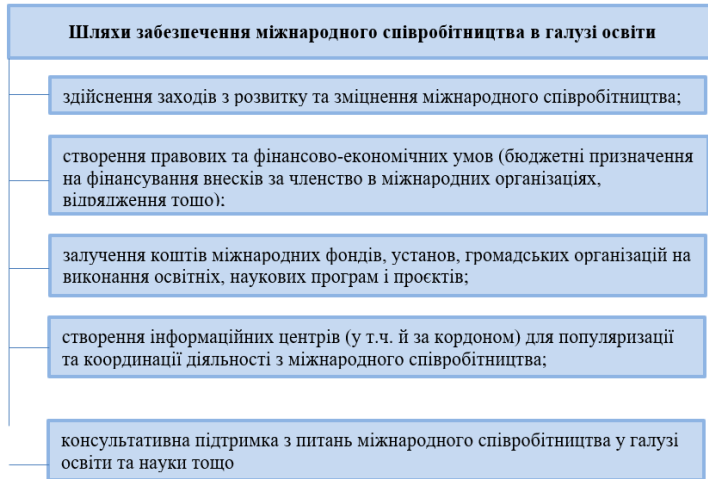 Шляхи забезпечення міжнародного співробітництва в галузі освіти
здійснення заходів з розвитку та зміцнення міжнародного співробітництва;
створення правових та фінансово-економічних умов (бюджетні призначення
на фінансування внесків за членство в міжнародних організаціях,
відрядження тощо);
залучення коштів міжнародних фондів, установ, громадських організацій на
виконання освітніх, наукових програм і проєктів;
створення інформаційних центрів (у т.ч. й за кордоном) для популяризації
та координації діяльності з міжнародного співробітництва;
консультативна підтримка з питань міжнародного співробітництва у галузі
освіти та науки тощо